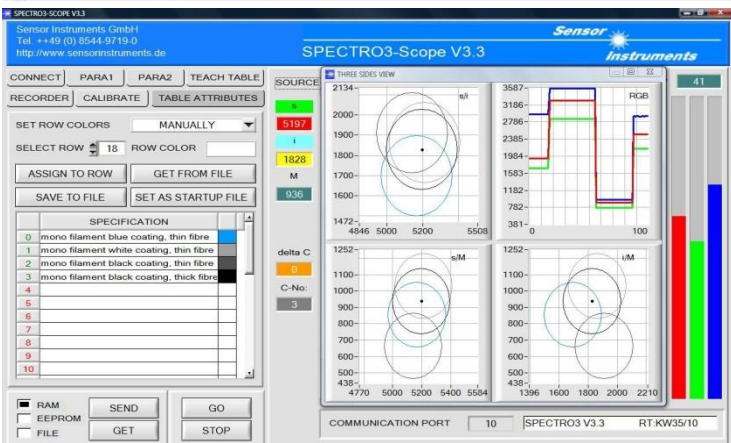 SPECTRO3-SCOPE V3.3
Sensor Instruments GmbH
Tel. ++49 (0) 8544-9719-0
http://www.sensorinstruments.de
SPECTRO3-Scope V3.3
Sensor
Instruments
CONNECT PARA1 PARA2 TEACH TABLE
RECORDER CALIBRATE TABLE ATTRIBUTES
SET ROW COLORS MANUALLY
SELECT ROW 18 ROW COLOR
ASSIGN TO ROW GET FROM FILE
SAVE TO FILE SET AS STARTUP FILE
SPECIFICATION
0 mono filament blue coating, thin fibre
1 mono filament white coating, thin fibre
2 mono filament black coating, thin fibre
3 mono filament black coating, thick fibre
4
5
6
7
8
9
10
RAM
EEPROM
FILE
SEND GO
GET STOP
SOURCE
s
5197
i
1828
M
936
delta C
0
C-No:
3
THREE SIDES VIEW
s/i
2134-
2000-
1900-
1800-
1700-
1600-
1472-
4846 5000 5200 5508
RGB
3587-
3186-
2786-
2385-
1984-
1583-
1182-
782-
381-
0 100
s/M
1252-
1100-
1000-
900-
800-
700-
600-
500-
438-
4770 5000 5200 5400 5584
i/M
1252-
1100-
1000-
900-
800-
700-
600-
500-
438-
1396 1600 1800 2000 2210
41
COMMUNICATION PORT 10 SPECTRO3 V3.3 RT:KW35/10